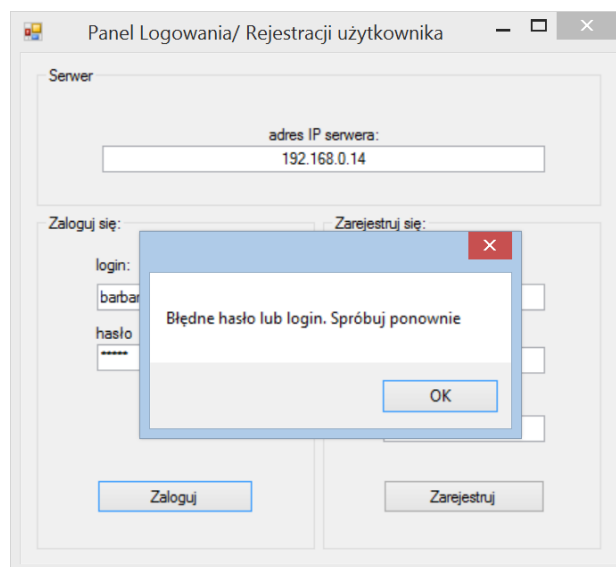 Panel Logowania/ Rejestracji użytkownika
Serwer
adres IP serwera:
192.168.0.14
Zaloguj się:
Zarejestruj się:
login:
hasło
Błędne hasło lub login. Spróbuj ponownie
OK
Zaloguj
Zarejestruj